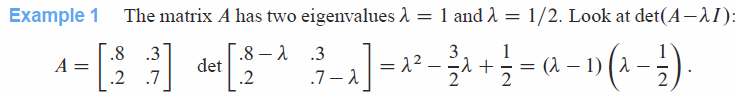 Example 1 The matrix A has two eigenvalues λ = 1 and λ = 1/2. Look at det(A−λI):
A = [.8 .3; .2 .7] det [.8 − λ .3; .2 .7 − λ] = λ² − 3/2 λ + 1/2 = (λ − 1)(λ − 1/2).